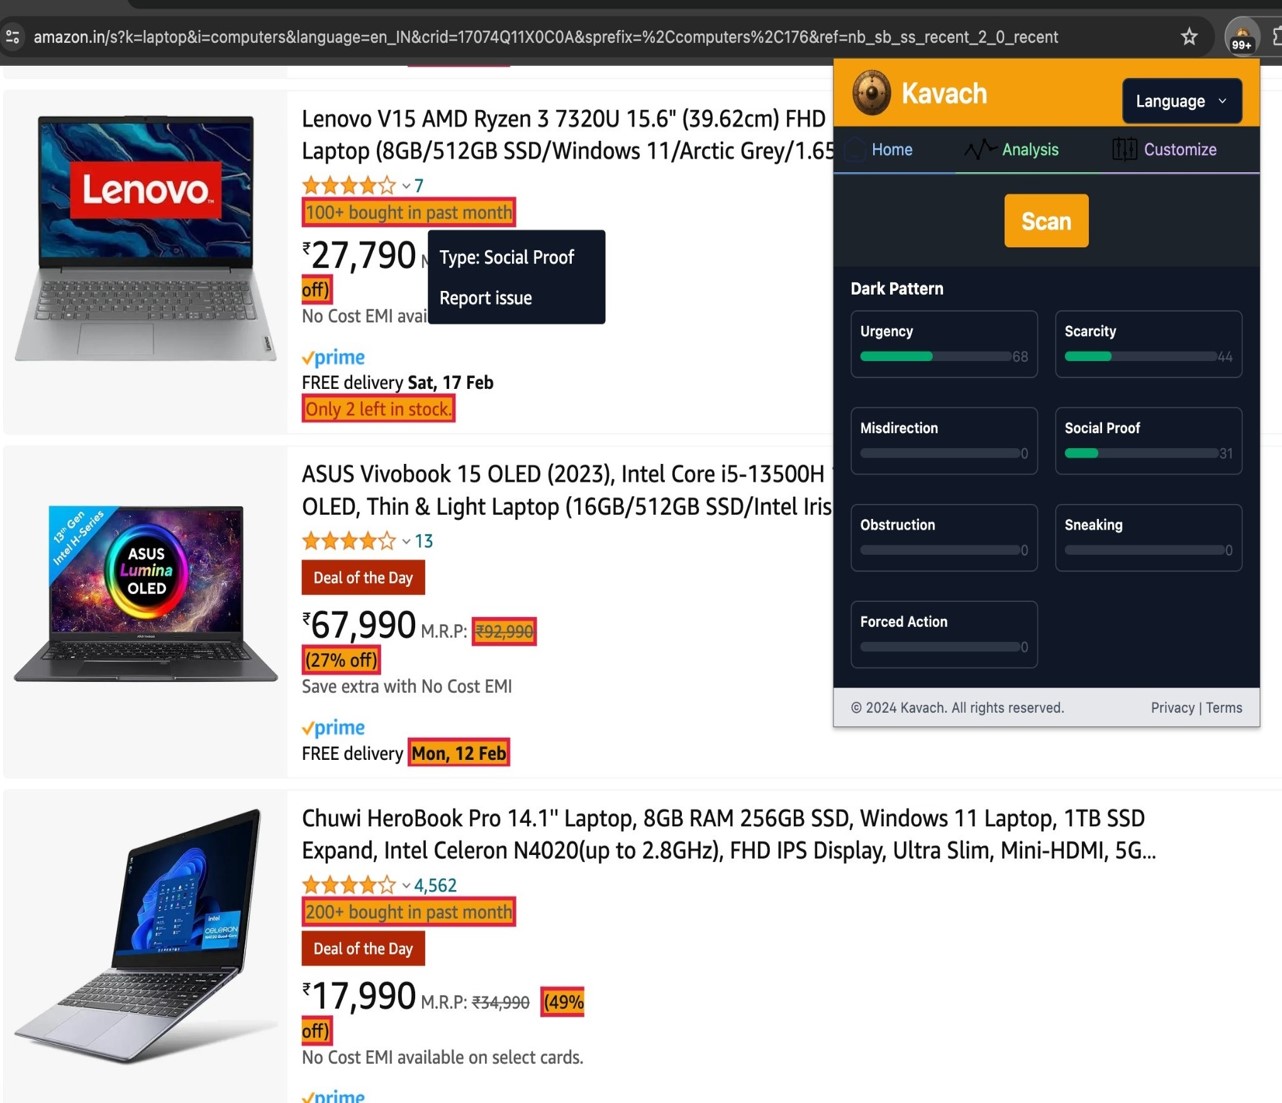 amazon.in/s?k=laptop&i=computers&language=en_IN&crid=17074Q11X0C0A&sprefix=%2Ccomputers%2C176&ref=nb_sb_ss_recent_2_0_recent
99+
Lenovo
Lenovo V15 AMD Ryzen 3 7320U 15.6" (39.62cm) FHD
Laptop (8GB/512GB SSD/Windows 11/Arctic Grey/1.65
7
100+ bought in past month
₹27,790 M
off)
No Cost EMI avai
Type: Social Proof
Report issue
prime
FREE delivery Sat, 17 Feb
Only 2 left in stock.
13th Gen
Intel H-Series
ASUS
Lumina
OLED
ASUS Vivobook 15 OLED (2023), Intel Core i5-13500H
OLED, Thin & Light Laptop (16GB/512GB SSD/Intel Iris
13
Deal of the Day
₹67,990 M.R.P: ₹92,990
(27% off)
Save extra with No Cost EMI
prime
FREE delivery Mon, 12 Feb
intel
CELERON
Chuwi HeroBook Pro 14.1'' Laptop, 8GB RAM 256GB SSD, Windows 11 Laptop, 1TB SSD
Expand, Intel Celeron N4020(up to 2.8GHz), FHD IPS Display, Ultra Slim, Mini-HDMI, 5G...
4,562
200+ bought in past month
Deal of the Day
₹17,990 M.R.P: ₹34,990 (49%
off)
No Cost EMI available on select cards.
prime
Kavach
Language
Home Analysis Customize
Scan
Dark Pattern
Urgency
68
Scarcity
44
Misdirection
0
Social Proof
31
Obstruction
0
Sneaking
0
Forced Action
0
© 2024 Kavach. All rights reserved.
Privacy | Terms